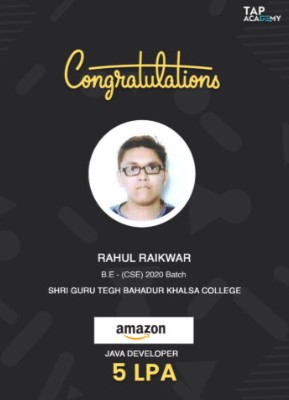 TAP
ACADEMY
Congratulations
RAHUL RAIKWAR
B.E - (CSE) 2020 Batch
SHRI GURU TEGH BAHADUR KHALSA COLLEGE
amazon
JAVA DEVELOPER
5 LPA